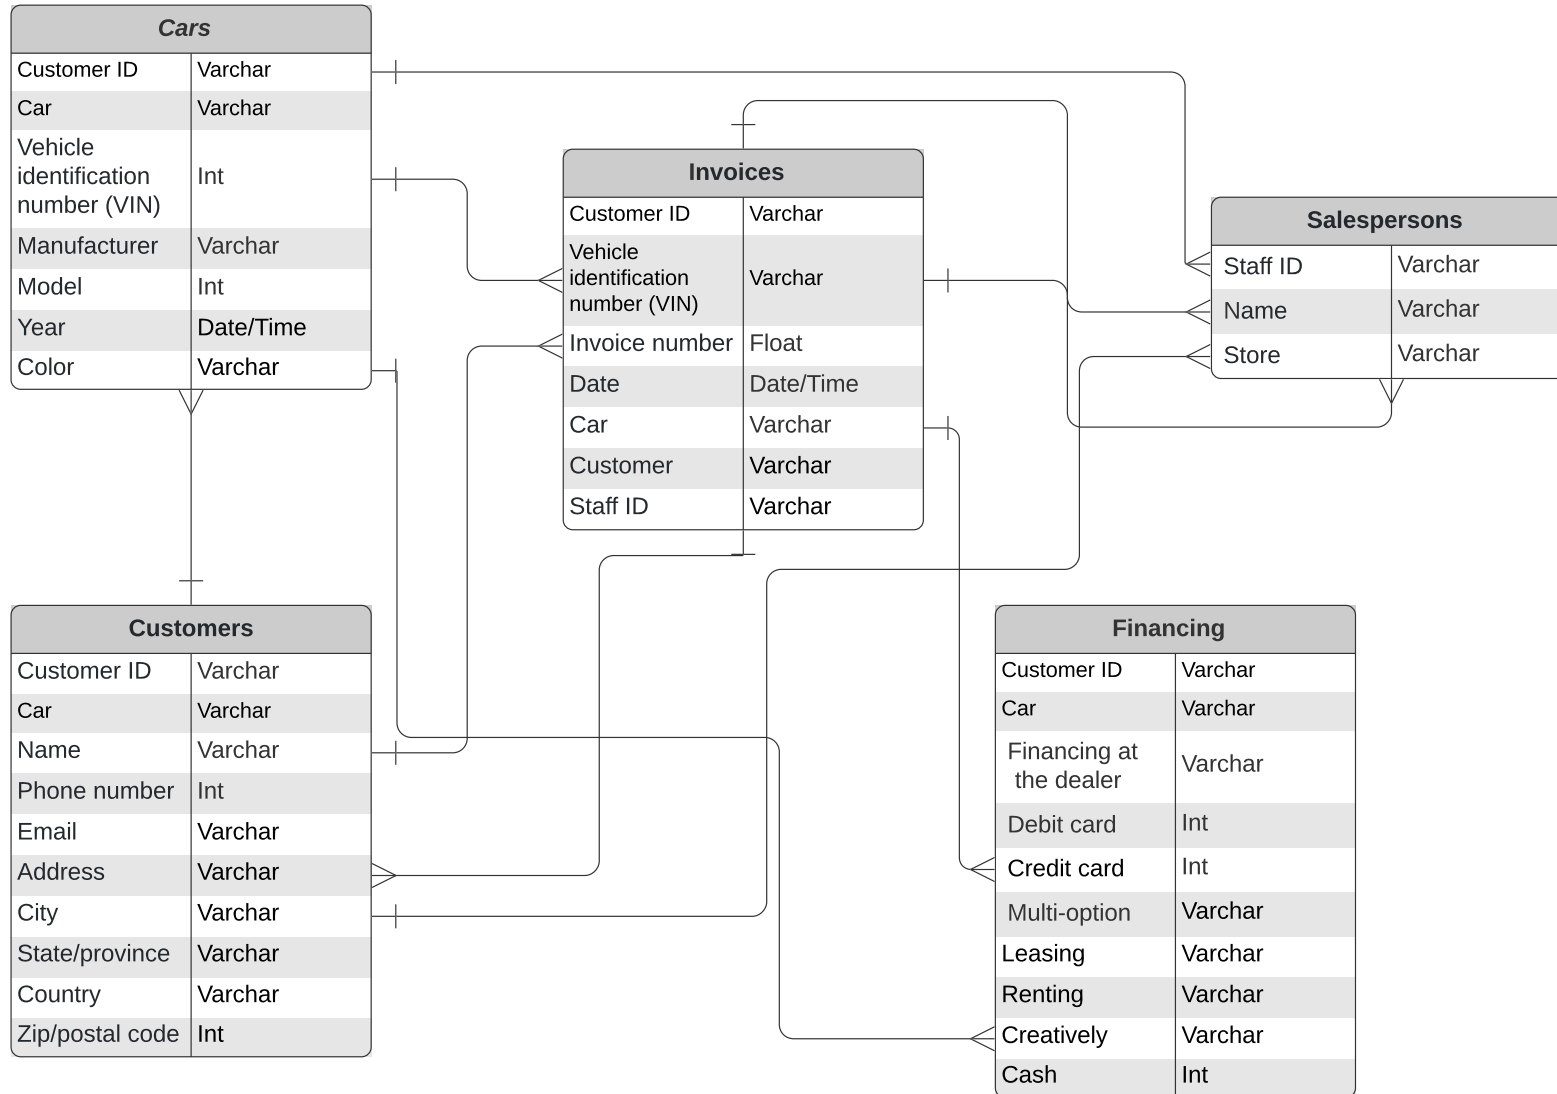 Cars
Customer ID Varchar
Car Varchar
Vehicle
identification
number (VIN)
Int
Manufacturer Varchar
Model Int
Year Date/Time
Color Varchar
Invoices
Customer ID Varchar
Vehicle
identification
number (VIN)
Varchar
Invoice number Float
Date Date/Time
Car Varchar
Customer Varchar
Staff ID Varchar
Salespersons
Staff ID Varchar
Name Varchar
Store Varchar
Customers
Customer ID Varchar
Car Varchar
Name Varchar
Phone number Int
Email Varchar
Address Varchar
City Varchar
State/province Varchar
Country Varchar
Zip/postal code Int
Financing
Customer ID Varchar
Car Varchar
Financing at
the dealer
Varchar
Debit card Int
Credit card Int
Multi-option Varchar
Leasing Varchar
Renting Varchar
Creatively Varchar
Cash Int